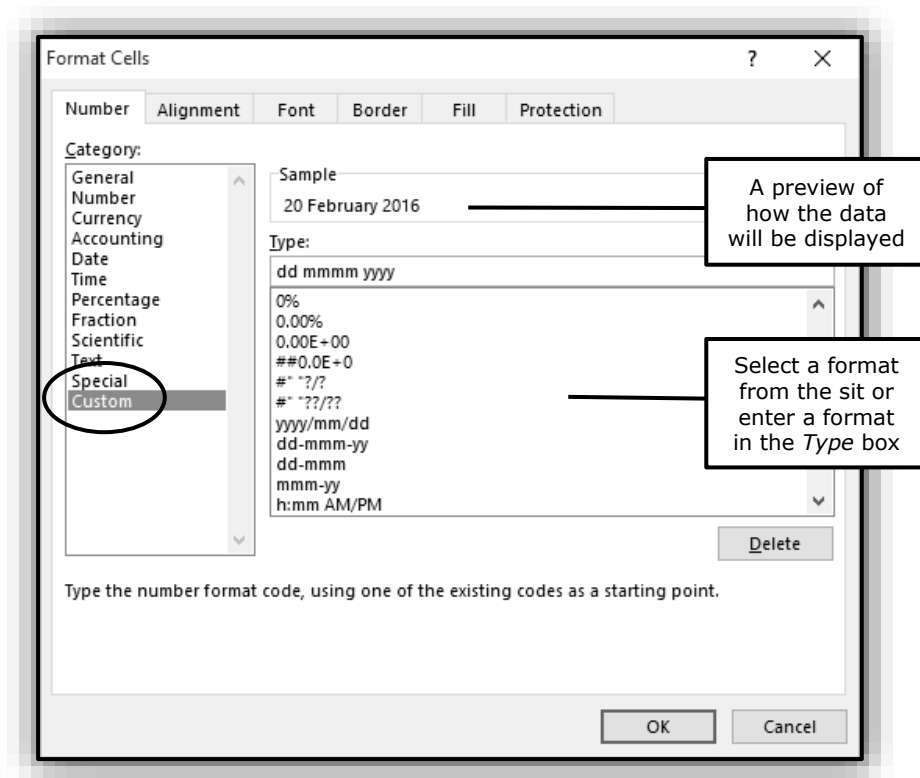 Format Cells
?
Number Alignment Font Border Fill Protection
Category:
General
Number
Currency
Accounting
Date
Time
Percentage
Fraction
Scientific
Text
Special
Custom
Sample
20 February 2016
Type:
dd mmmm yyyy
0%
0.00%
0.00E+00
##0.0E+0
#" "?/?
#" "??/??
yyyy/mm/dd
dd-mmm-yy
dd-mmm
mmm-yy
h:mm AM/PM
A preview of
how the data
will be displayed
Select a format
from the sit or
enter a format
in the Type box
Delete
Type the number format code, using one of the existing codes as a starting point.
OK
Cancel